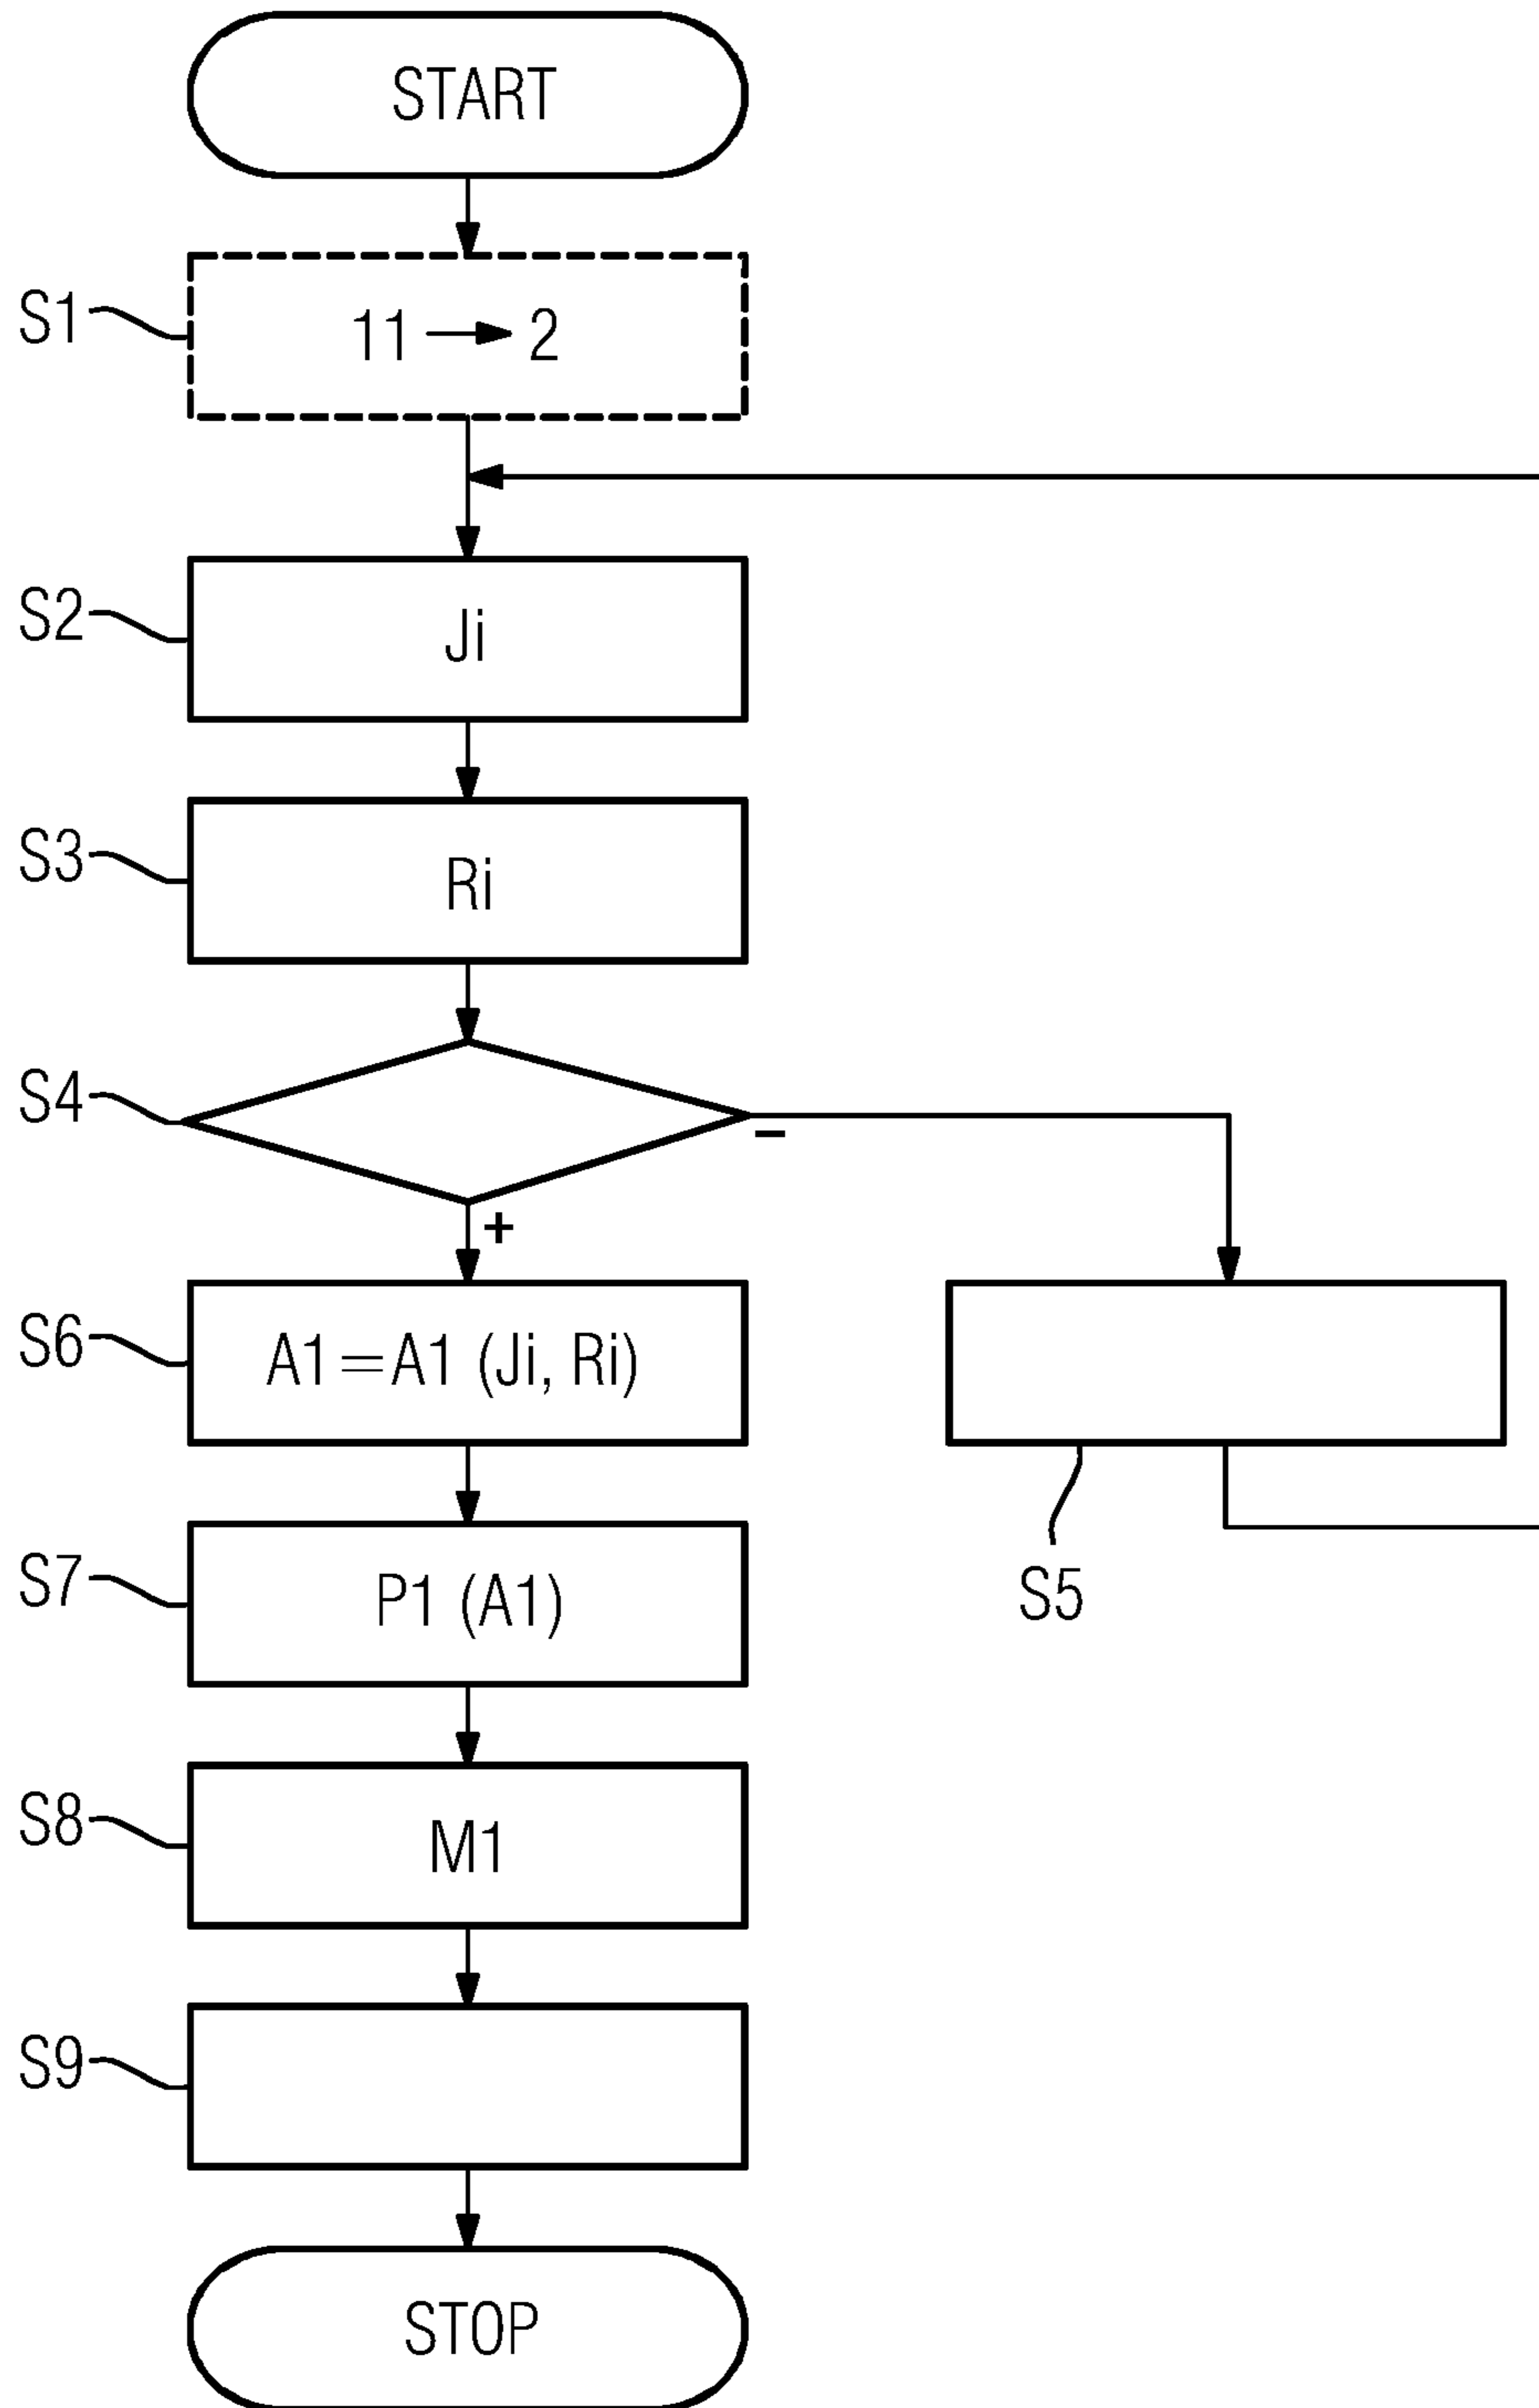 START
S1
11 → 2
S2
Ji
S3
Ri
S4
−
+
S6
A1=A1 (Ji, Ri)
S7
P1 (A1)
S5
S8
M1
S9
STOP